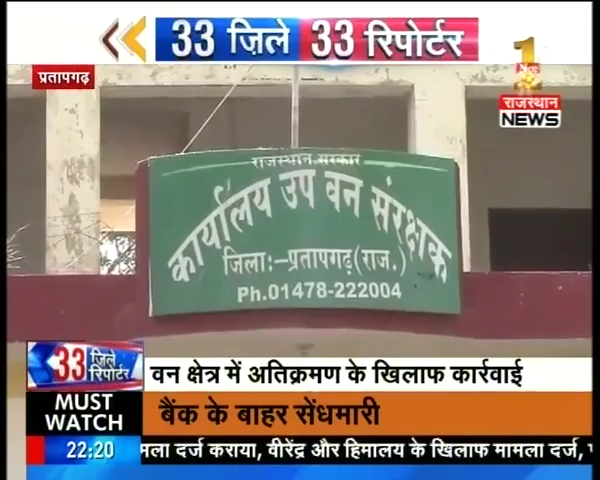 33 ज़िले 33 रिपोर्टर
प्रतापगढ़
1
राजस्थान
NEWS
राजस्थान सरकार
कार्यालय उप वन संरक्षक
जिला:-प्रतापगढ़(राज.)
Ph.01478-222004
33 ज़िले
रिपोर्टर
वन क्षेत्र में अतिक्रमण के खिलाफ कार्रवाई
MUST
WATCH
बैंक के बाहर सेंधमारी
22:20
मला दर्ज कराया, वीरेंद्र और हिमालय के खिलाफ मामला दर्ज,